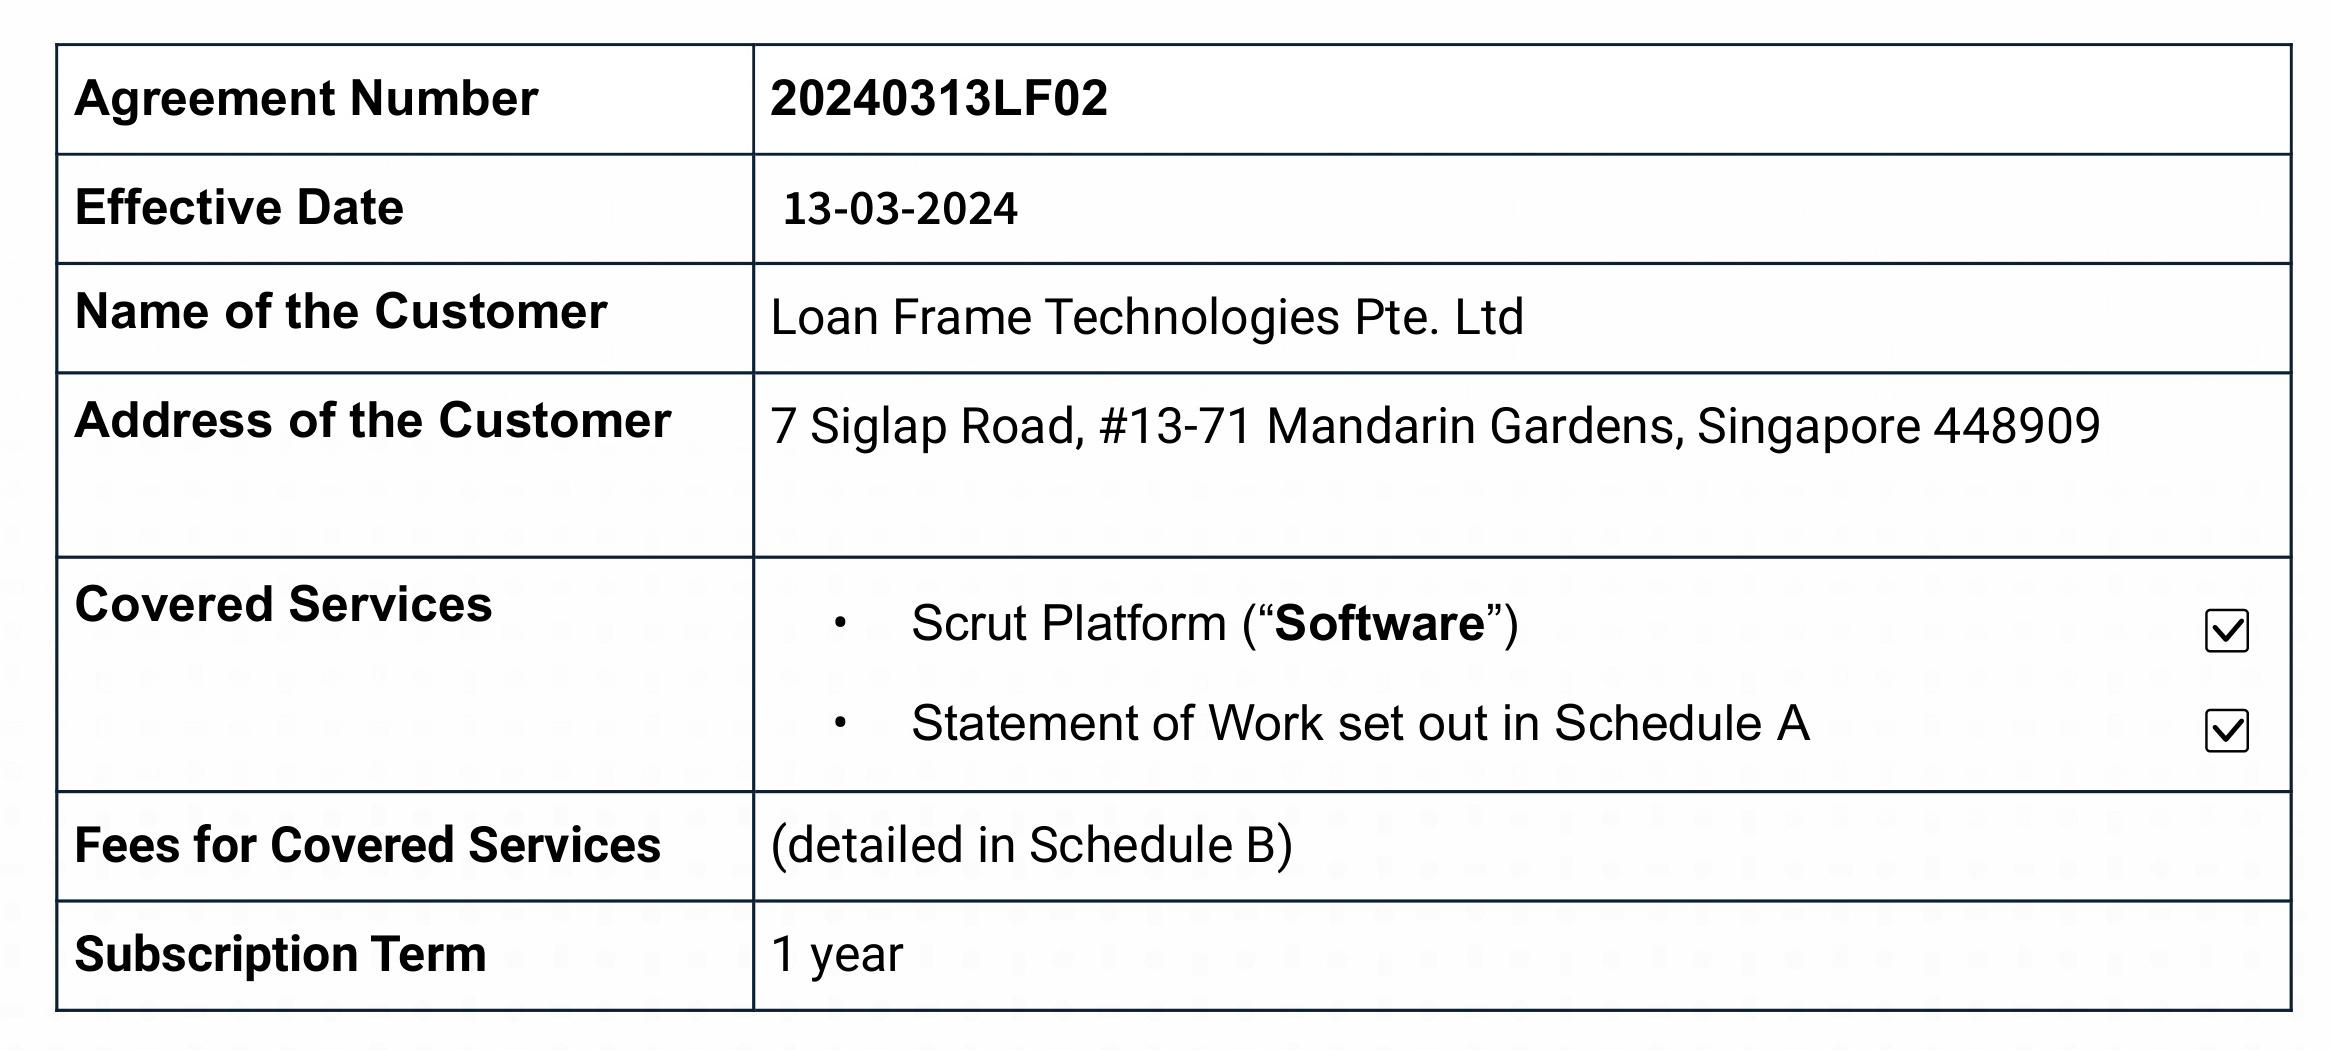 Agreement Number
20240313LF02
Effective Date
13-03-2024
Name of the Customer
Loan Frame Technologies Pte. Ltd
Address of the Customer
7 Siglap Road, #13-71 Mandarin Gardens, Singapore 448909
Covered Services
• Scrut Platform (“Software”) ☑
• Statement of Work set out in Schedule A ☑
Fees for Covered Services
(detailed in Schedule B)
Subscription Term
1 year